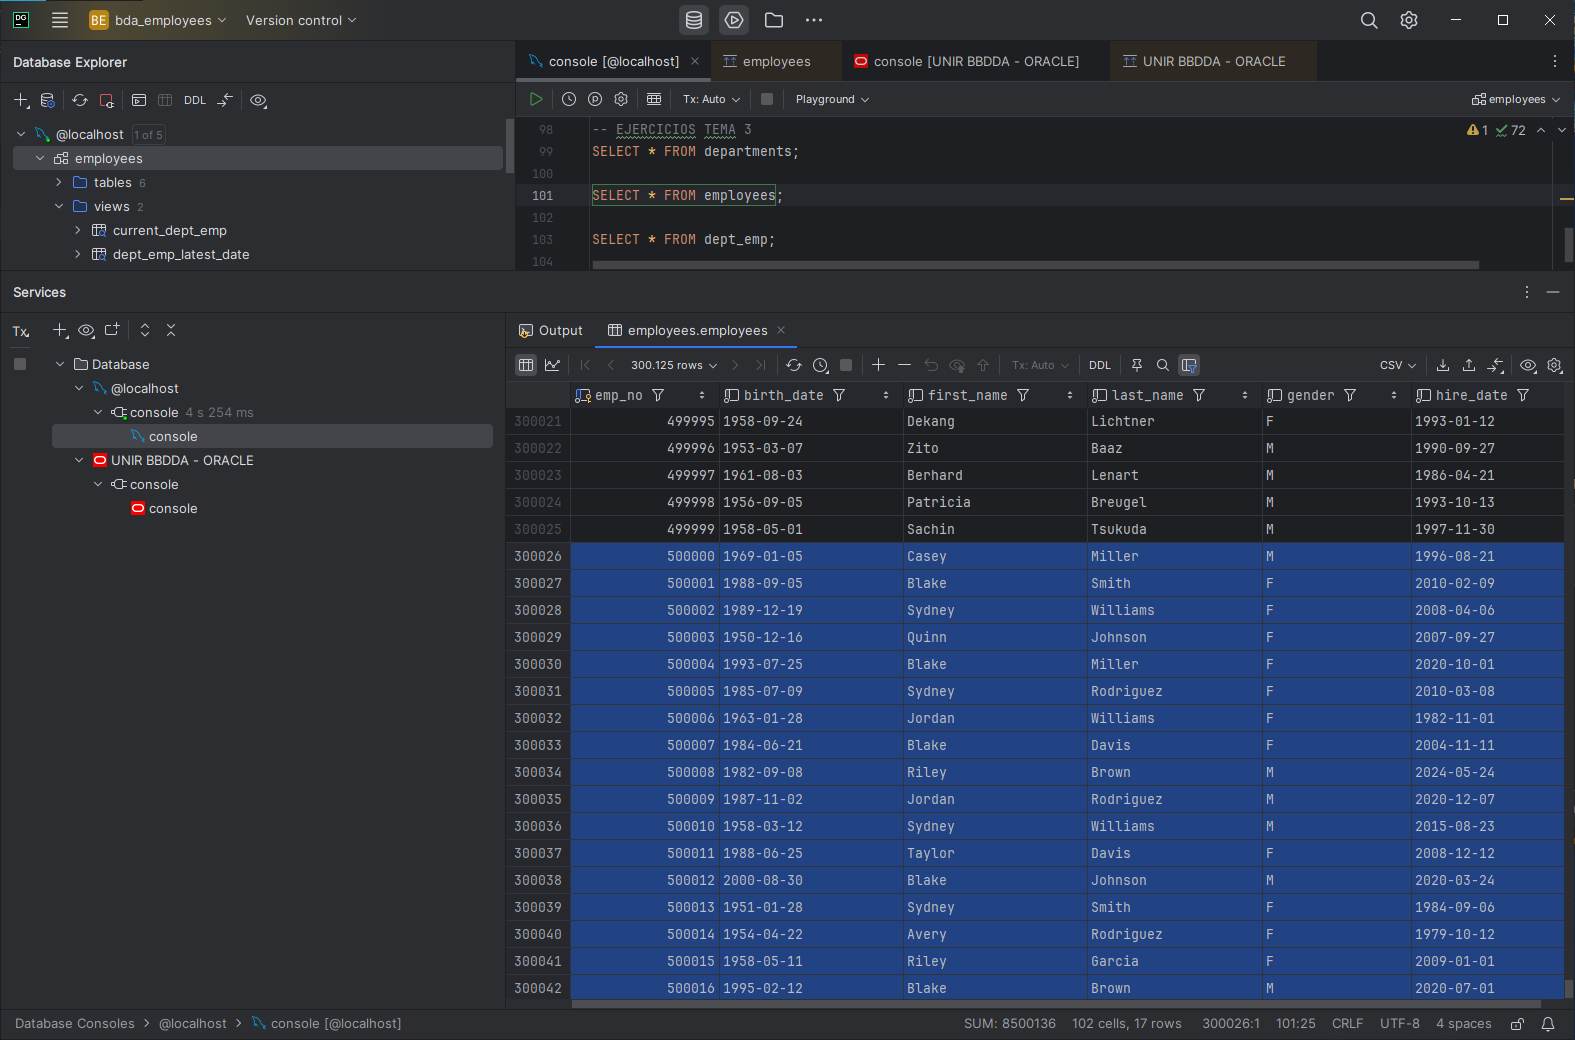 DG
BE bda_employees Version control
Database Explorer
console [@localhost] employees console [UNIR BBDDA - ORACLE] UNIR BBDDA - ORACLE
DDL
Tx: Auto Playground employees
@localhost 1 of 5
employees
tables 6
views 2
current_dept_emp
dept_emp_latest_date
98 -- EJERCICIOS TEMA 3
1 72
99 SELECT * FROM departments;
100
101 SELECT * FROM employees;
102
103 SELECT * FROM dept_emp;
104
Services
Tx
Database
@localhost
console 4 s 254 ms
console
UNIR BBDDA - ORACLE
console
console
Output employees.employees
300.125 rows Tx: Auto DDL CSV
emp_no birth_date first_name last_name gender hire_date
300021 499995 1958-09-24 Dekang Lichtner F 1993-01-12
300022 499996 1953-03-07 Zito Baaz M 1990-09-27
300023 499997 1961-08-03 Berhard Lenart M 1986-04-21
300024 499998 1956-09-05 Patricia Breugel M 1993-10-13
300025 499999 1958-05-01 Sachin Tsukuda M 1997-11-30
300026 500000 1969-01-05 Casey Miller M 1996-08-21
300027 500001 1988-09-05 Blake Smith F 2010-02-09
300028 500002 1989-12-19 Sydney Williams F 2008-04-06
300029 500003 1950-12-16 Quinn Johnson F 2007-09-27
300030 500004 1993-07-25 Blake Miller F 2020-10-01
300031 500005 1985-07-09 Sydney Rodriguez F 2010-03-08
300032 500006 1963-01-28 Jordan Williams F 1982-11-01
300033 500007 1984-06-21 Blake Davis F 2004-11-11
300034 500008 1982-09-08 Riley Brown M 2024-05-24
300035 500009 1987-11-02 Jordan Rodriguez M 2020-12-07
300036 500010 1958-03-12 Sydney Williams M 2015-08-23
300037 500011 1988-06-25 Taylor Davis F 2008-12-12
300038 500012 2000-08-30 Blake Johnson M 2020-03-24
300039 500013 1951-01-28 Sydney Smith F 1984-09-06
300040 500014 1954-04-22 Avery Rodriguez F 1979-10-12
300041 500015 1958-05-11 Riley Garcia F 2009-01-01
300042 500016 1995-02-12 Blake Brown M 2020-07-01
Database Consoles @localhost console [@localhost] SUM: 8500136 102 cells, 17 rows 300026:1 101:25 CRLF UTF-8 4 spaces